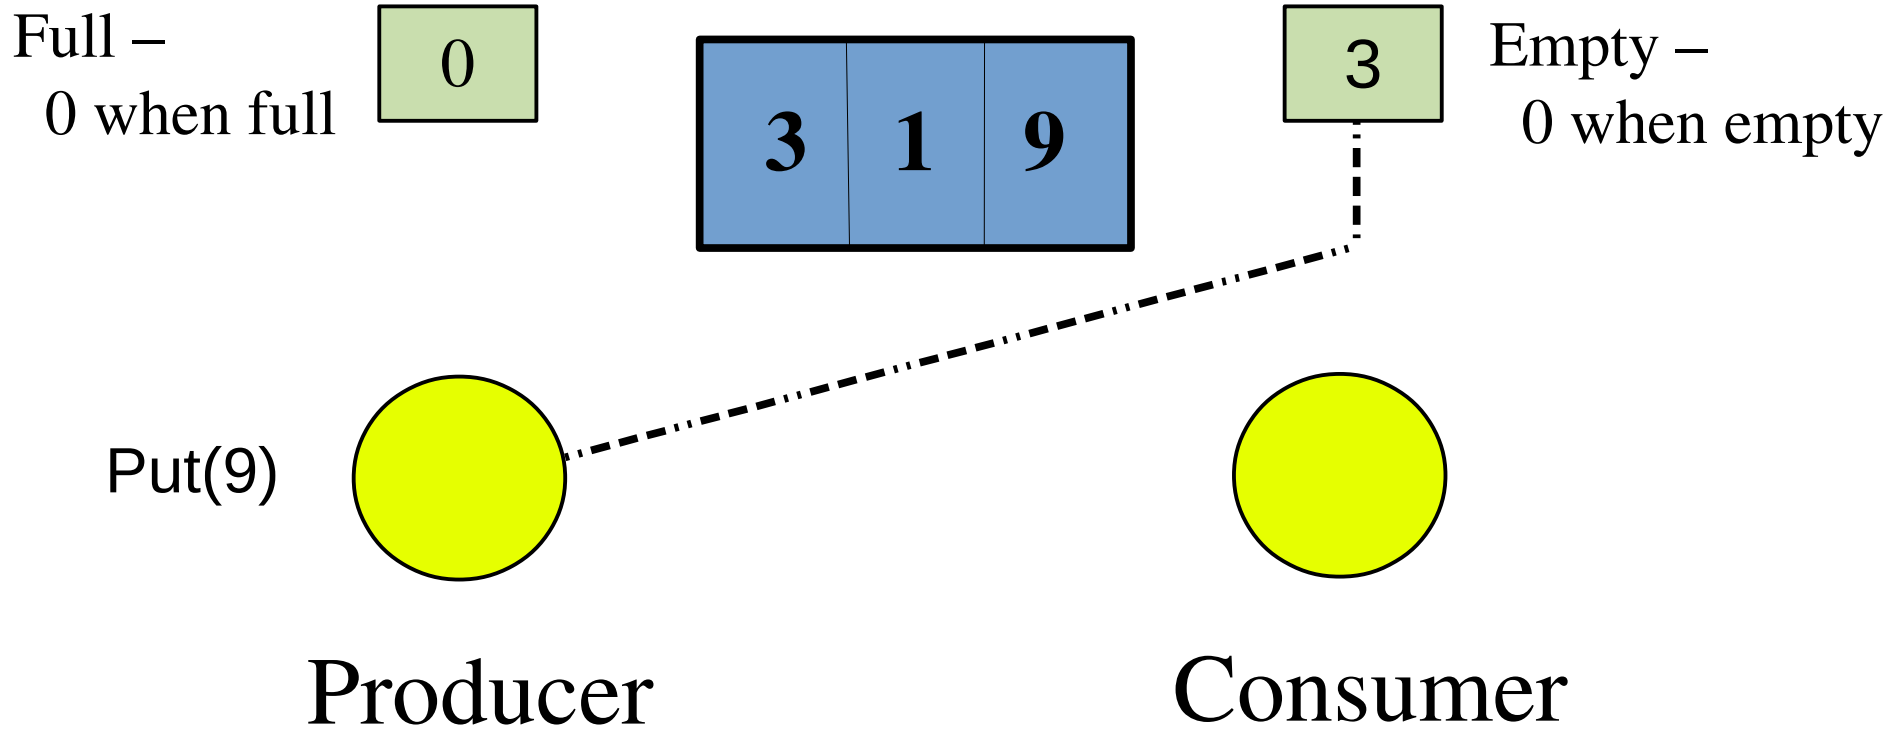 Full –
0 when full
0
3 1 9
3
Empty –
0 when empty
Put(9)
Producer
Consumer